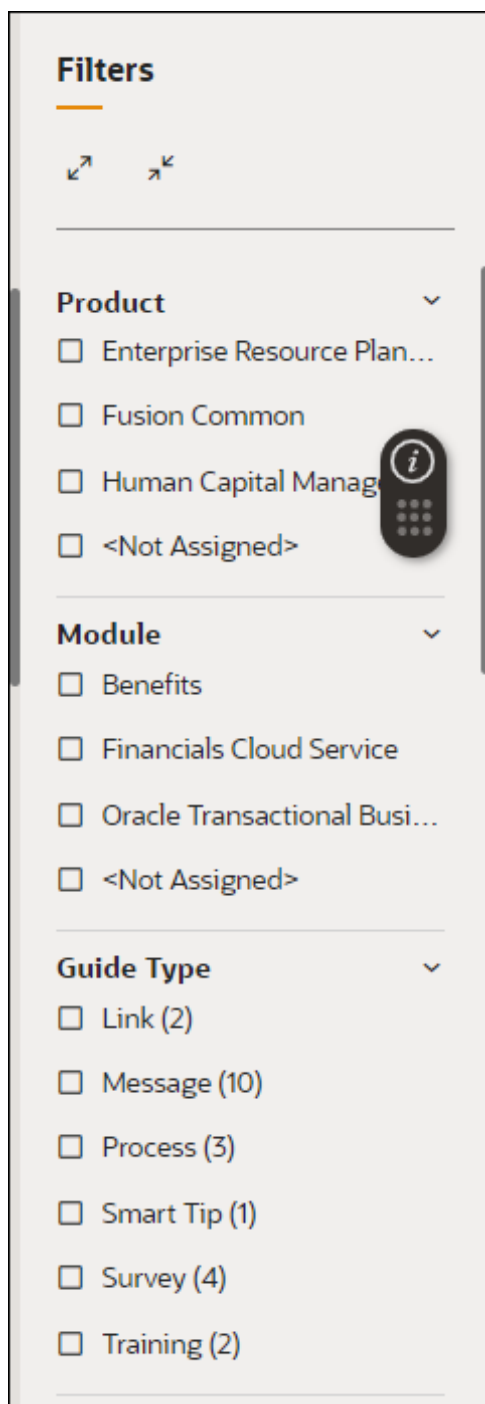 Filters
Product
Enterprise Resource Plan...
Fusion Common
i
Human Capital Manag
<Not Assigned>
Module
Benefits
Financials Cloud Service
Oracle Transactional Busi...
<Not Assigned>
Guide Type
Link (2)
Message (10)
Process (3)
Smart Tip (1)
Survey (4)
Training (2)